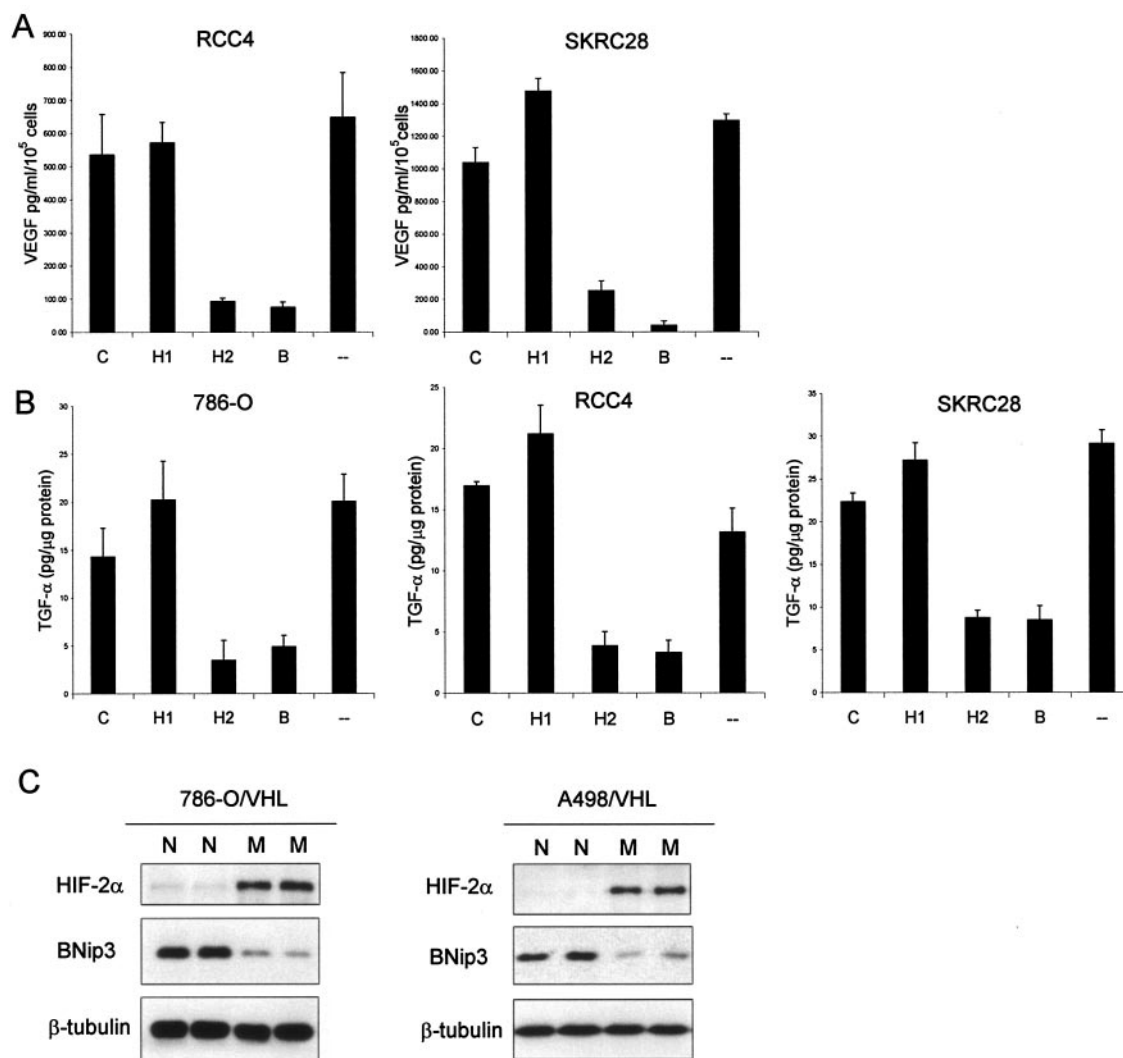 A
RCC4
SKRC28
VEGF pg/ml/10⁵cells
900.00
800.00
700.00
600.00
500.00
400.00
300.00
200.00
100.00
0.00
C H1 H2 B --
VEGF pg/ml/10⁵cells
1800.00
1600.00
1400.00
1200.00
1000.00
800.00
600.00
400.00
200.00
0.00
C H1 H2 B --
B
786-O
RCC4
SKRC28
TGF-α (pg/μg protein)
30
25
20
15
10
5
0
C H1 H2 B --
TGF-α (pg/μg protein)
25
20
15
10
5
0
C H1 H2 B --
TGF-α (pg/μg protein)
35
30
25
20
15
10
5
0
C H1 H2 B --
C
786-O/VHL
N N M M
HIF-2α
BNip3
β-tubulin
A498/VHL
N N M M
HIF-2α
BNip3
β-tubulin